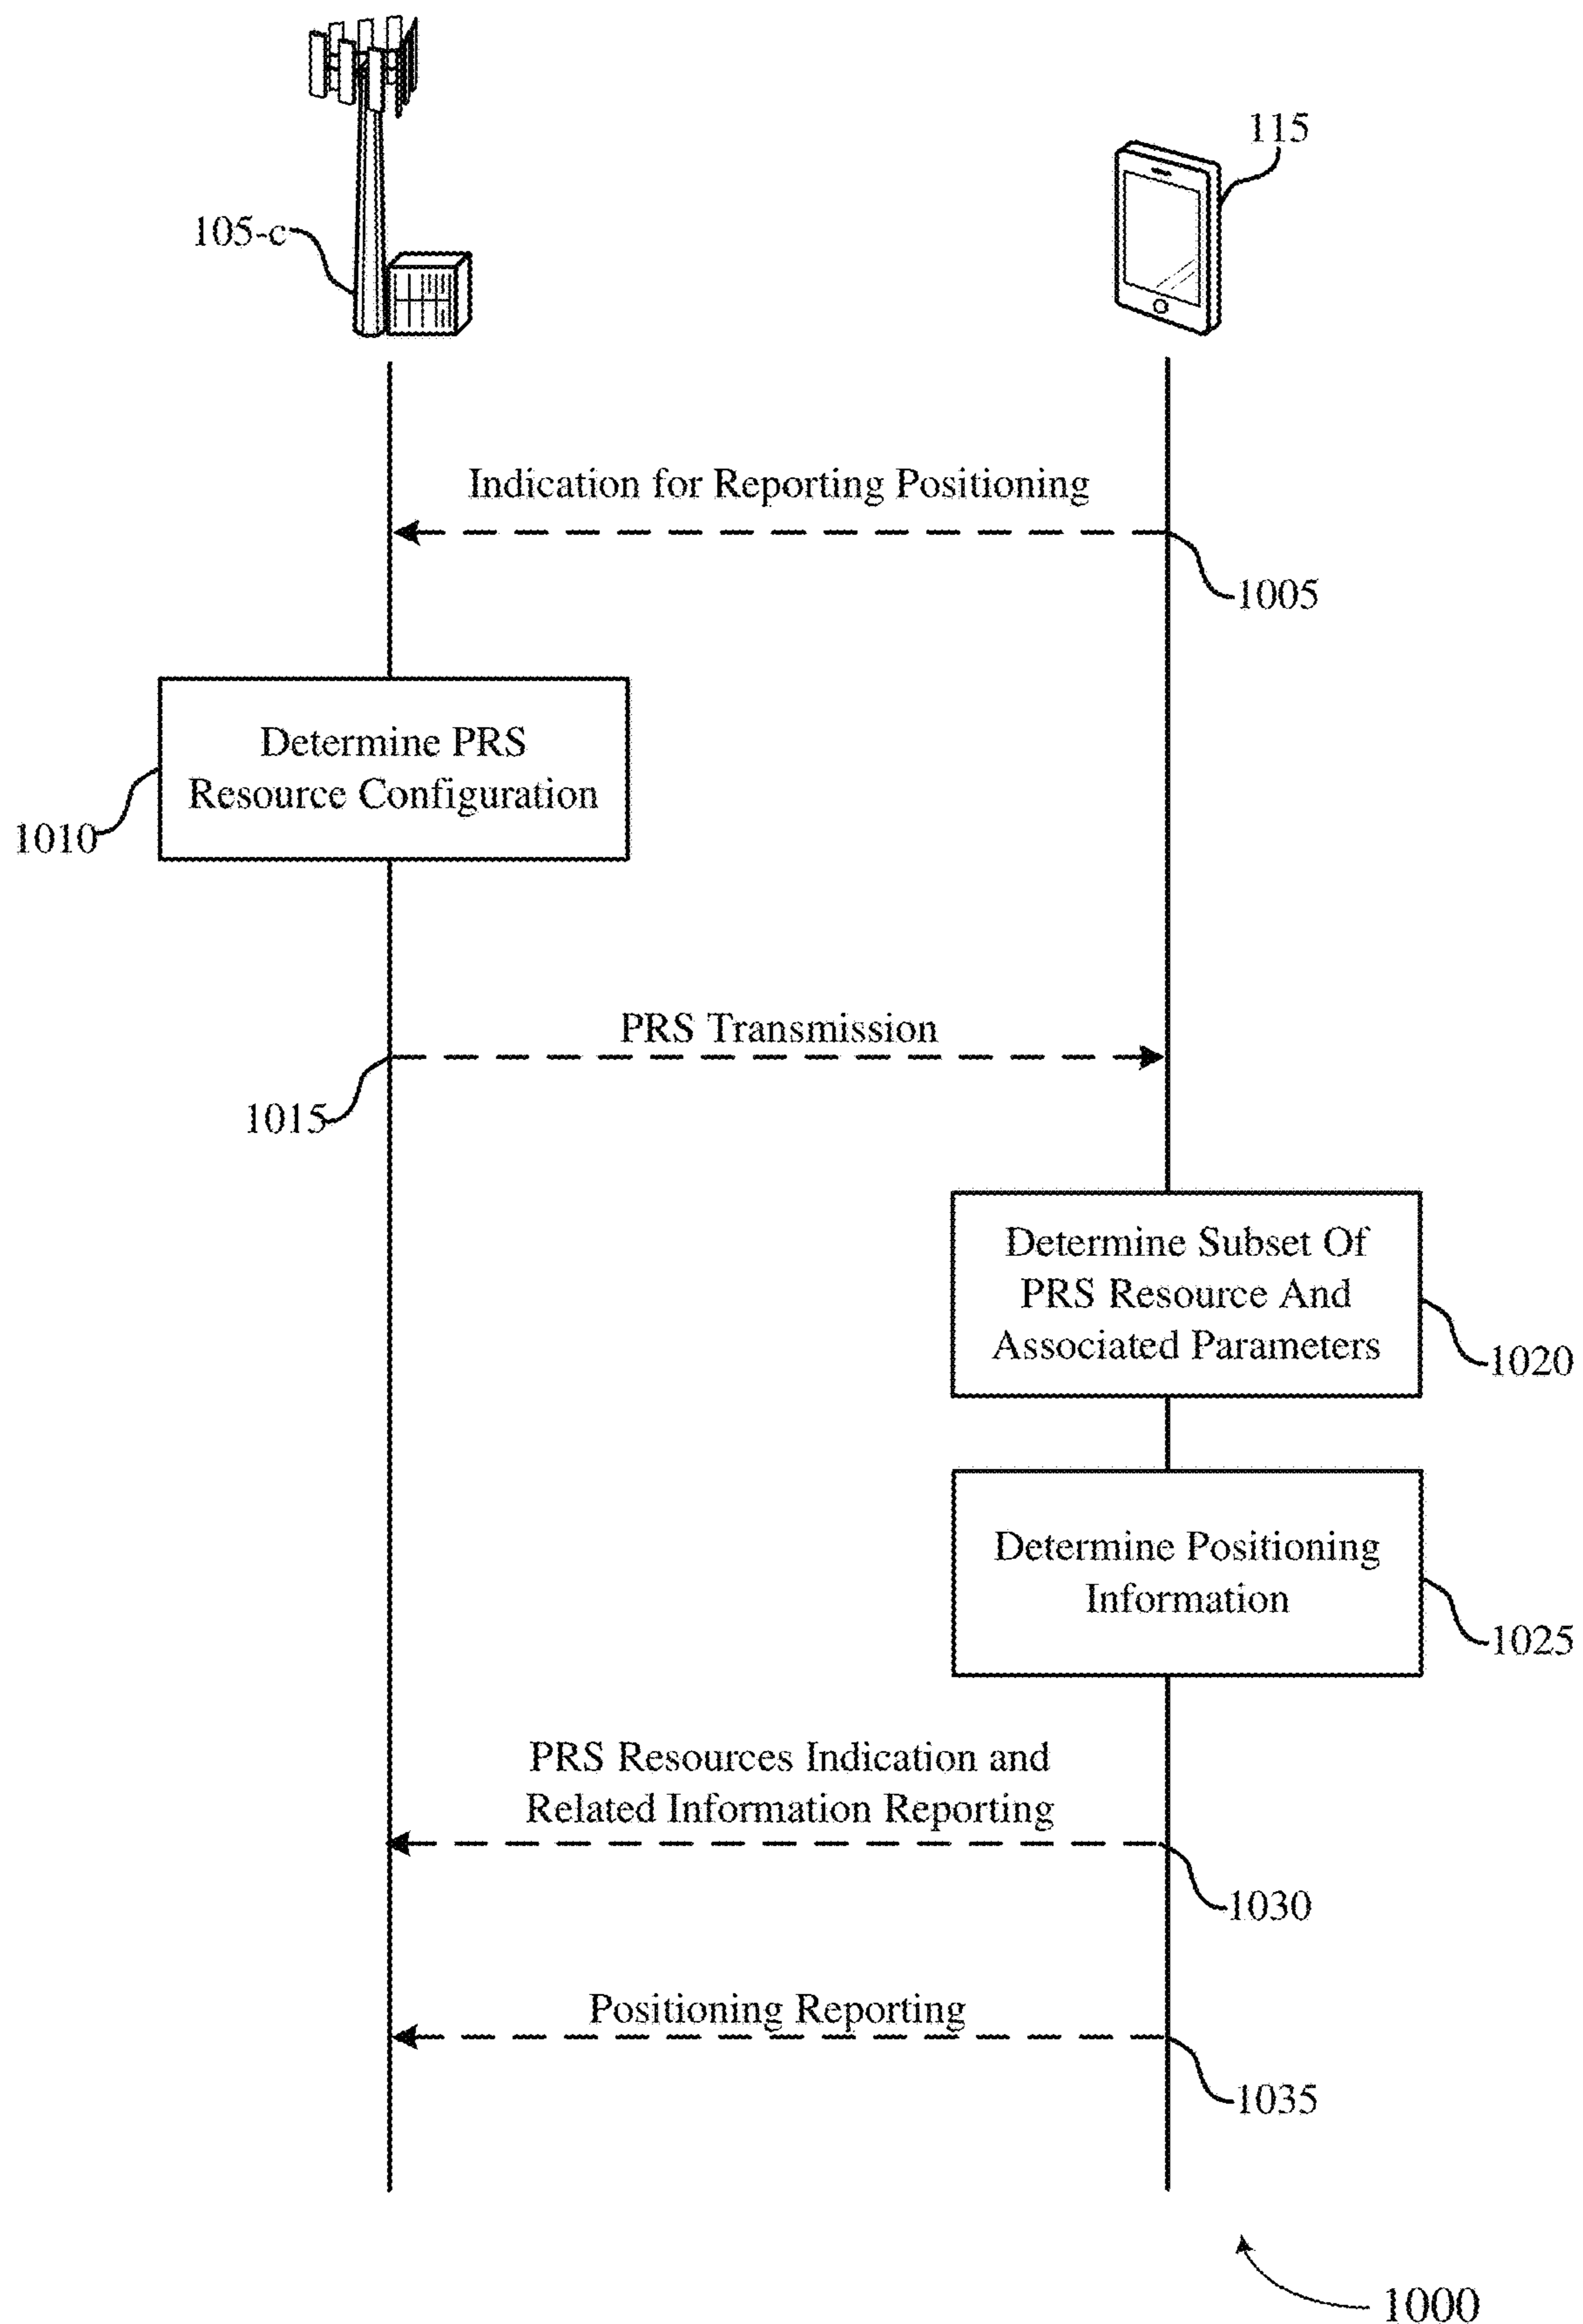 115
105-c
Indication for Reporting Positioning
1005
Determine PRS
Resource Configuration
1010
PRS Transmission
1015
Determine Subset Of
PRS Resource And
Associated Parameters
1020
Determine Positioning
Information
1025
PRS Resources Indication and
Related Information Reporting
1030
Positioning Reporting
1035
1000